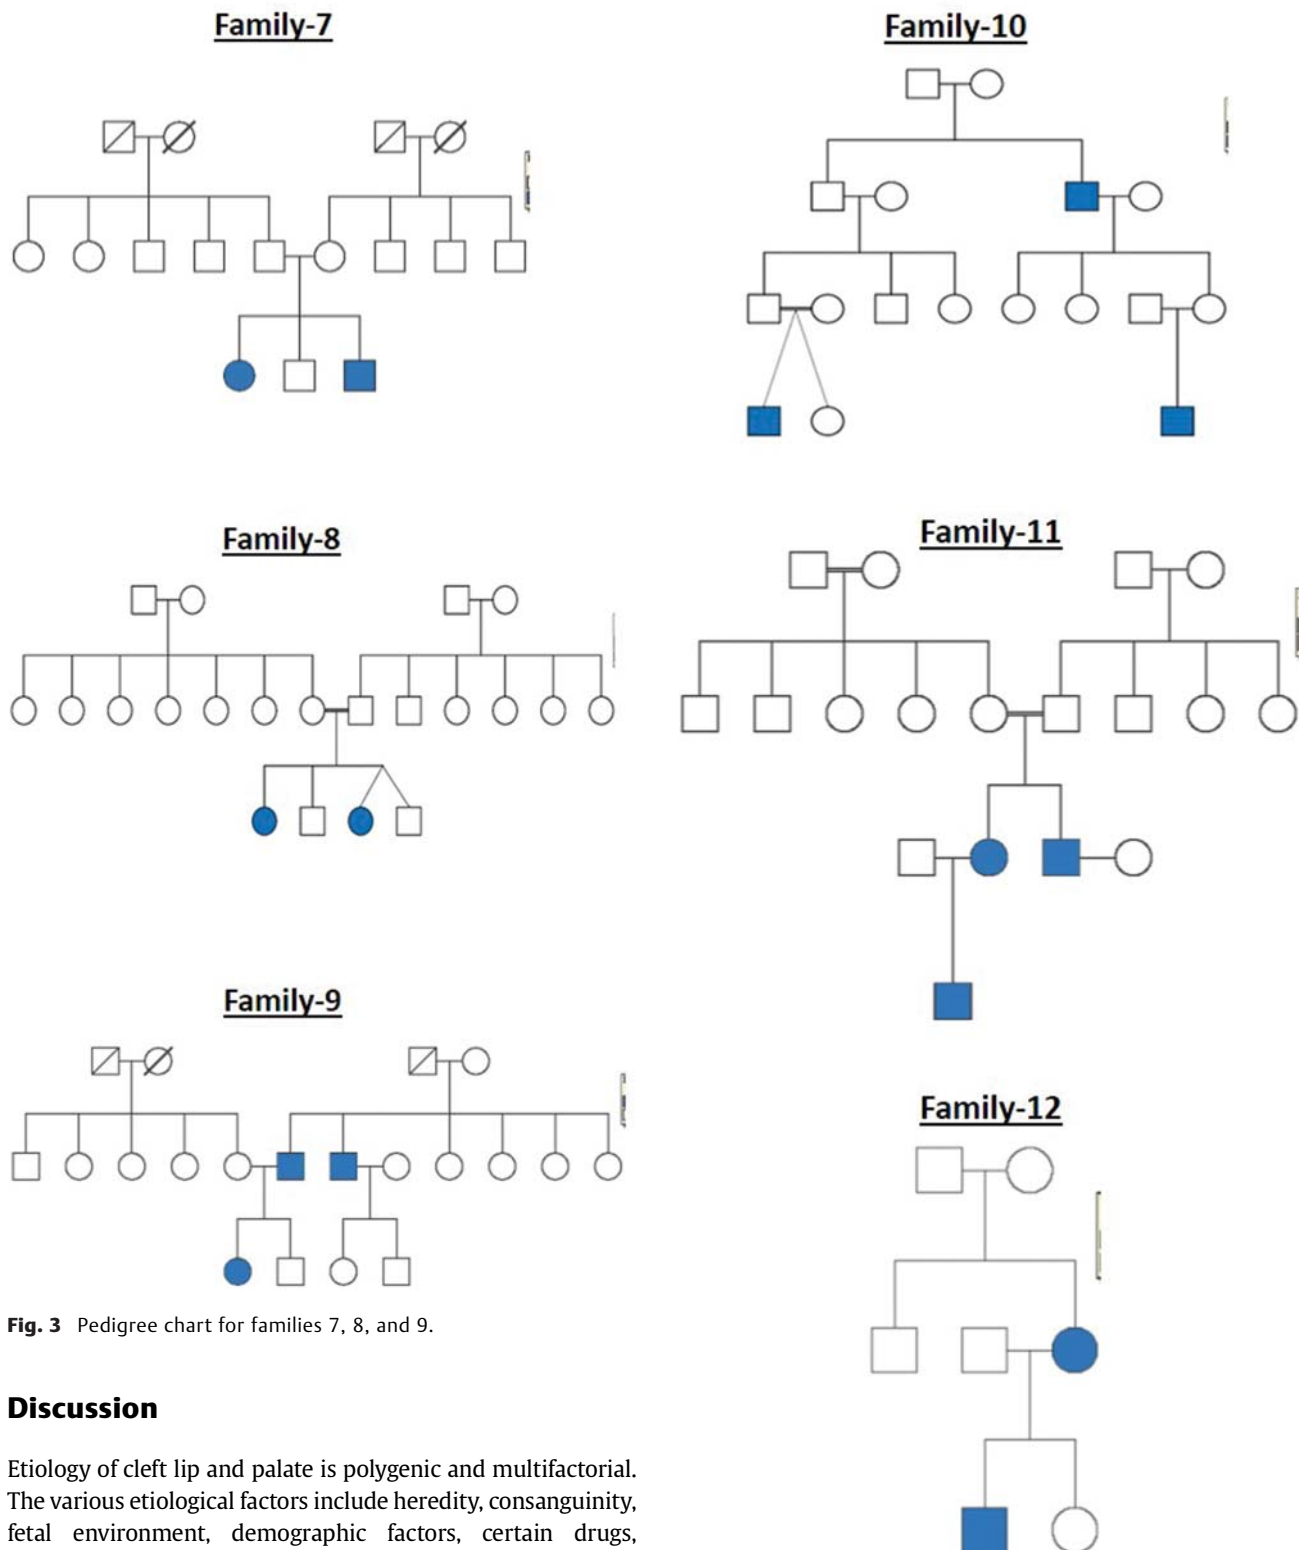 Family-7
Family-8
Family-9
Fig. 3 Pedigree chart for families 7, 8, and 9.
Discussion
Etiology of cleft lip and palate is polygenic and multifactorial.
The various etiological factors include heredity, consanguinity,
fetal environment, demographic factors, certain drugs,
Family-10
Family-11
Family-12